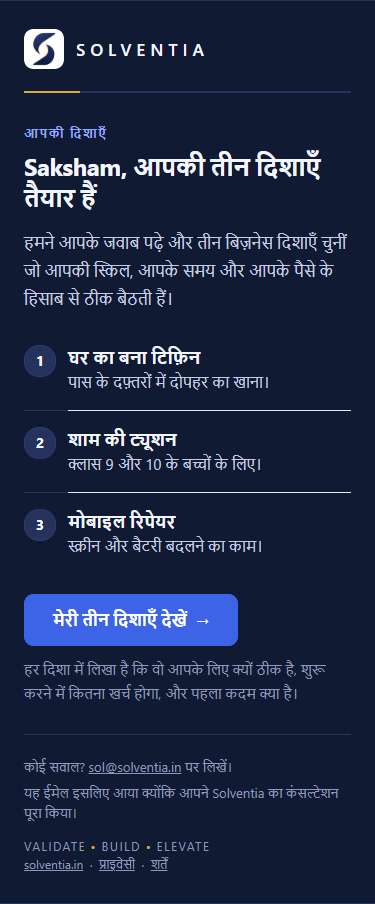 SOLVENTIA
आपकी दिशाएँ
Saksham, आपकी तीन दिशाएँ
तैयार हैं
हमने आपके जवाब पढ़े और तीन बिज़नेस दिशाएँ चुनीं
जो आपकी स्किल, आपके समय और आपके पैसे के
हिसाब से ठीक बैठती हैं।
1 घर का बना टिफ़िन
पास के दफ़्तरों में दोपहर का खाना।
2 शाम की ट्यूशन
क्लास 9 और 10 के बच्चों के लिए।
3 मोबाइल रिपेयर
स्क्रीन और बैटरी बदलने का काम।
मेरी तीन दिशाएँ देखें →
हर दिशा में लिखा है कि वो आपके लिए क्यों ठीक है, शुरू
करने में कितना खर्च होगा, और पहला कदम क्या है।
कोई सवाल? sol@solventia.in पर लिखें।
यह ईमेल इसलिए आया क्योंकि आपने Solventia का कंसल्टेशन
पूरा किया।
VALIDATE • BUILD • ELEVATE
solventia.in · प्राइवेसी · शर्तें